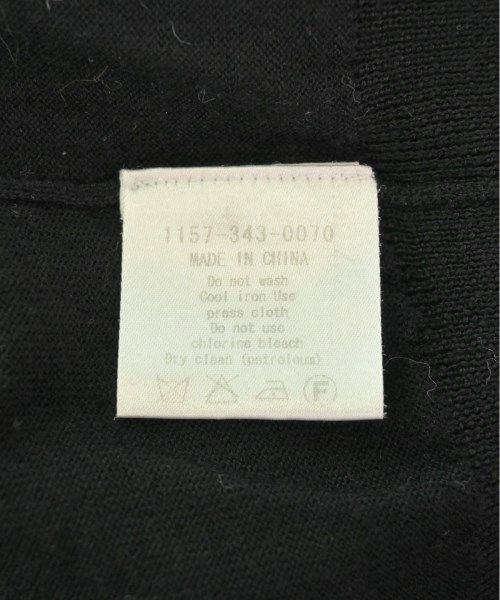 1157-343-0070
MADE IN CHINA
Do not wash
Cool iron Use
press cloth
Do not use
chlorine bleach
Dry clean (petroleum)
F